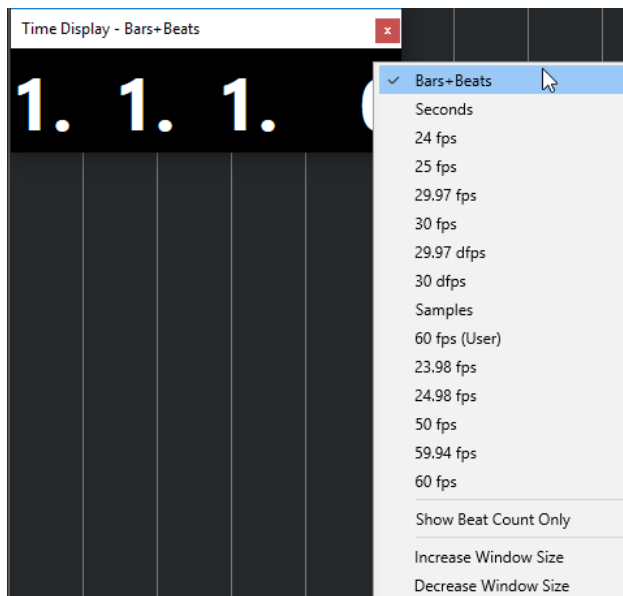 Time Display - Bars+Beats
x
1. 1. 1.
Bars+Beats
Seconds
24 fps
25 fps
29.97 fps
30 fps
29.97 dfps
30 dfps
Samples
60 fps (User)
23.98 fps
24.98 fps
50 fps
59.94 fps
60 fps
Show Beat Count Only
Increase Window Size
Decrease Window Size